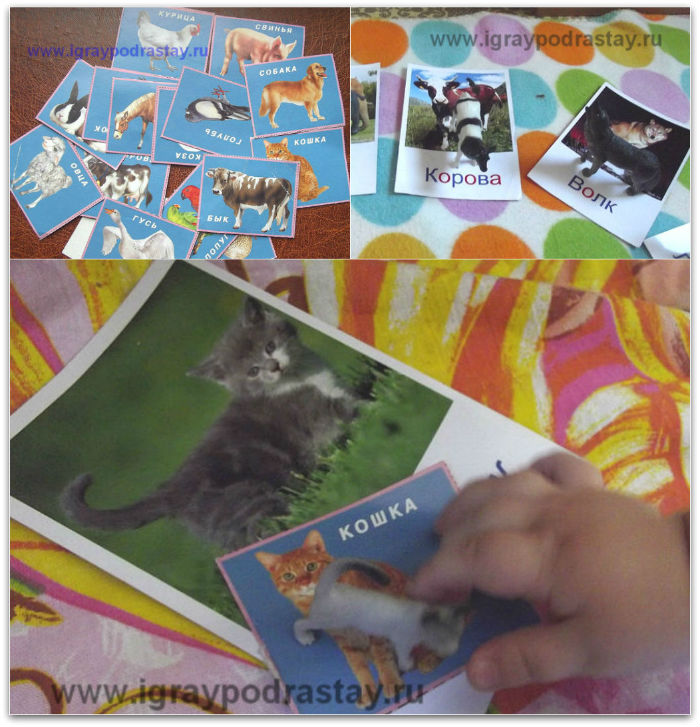 www.igraypodrastay.ru
КУРИЦА
СВИНЬЯ
СОБАКА
ГОЛУБЬ
КОЗА
КОШКА
ОВЦА
БЫК
ГУСЬ
www.igraypodrastay.ru
Корова
Волк
КОШКА
www.igraypodrastay.ru